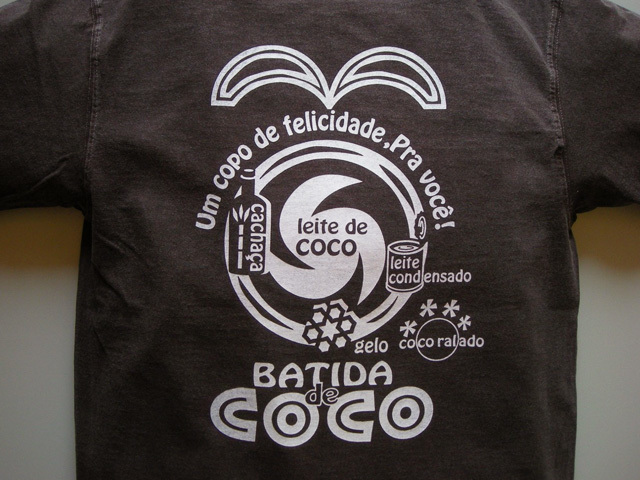 Um copo de felicidade, Pra você!
cachaça
leite de
coco
leite
condensado
gelo
coco ralado
BATIDA
de
COCO